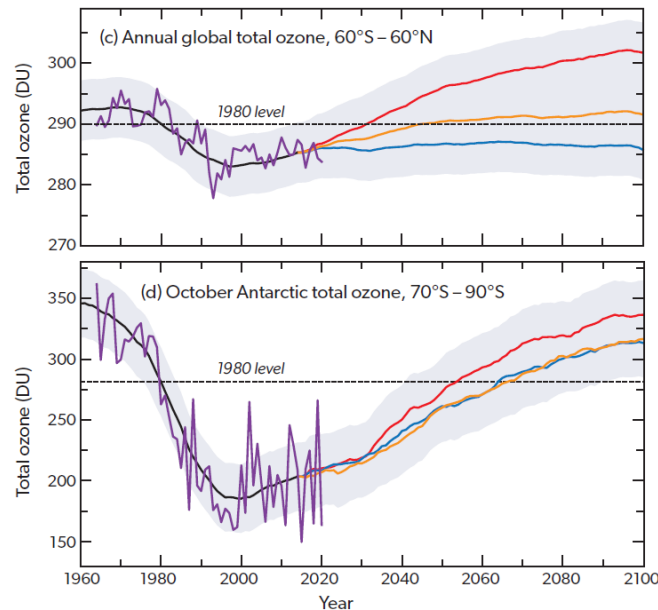 (c) Annual global total ozone, 60°S – 60°N
Total ozone (DU)
310
300
290
280
270
1980 level
(d) October Antarctic total ozone, 70°S – 90°S
Total ozone (DU)
350
300
250
200
150
1980 level
1960 1980 2000 2020 2040 2060 2080 2100
Year